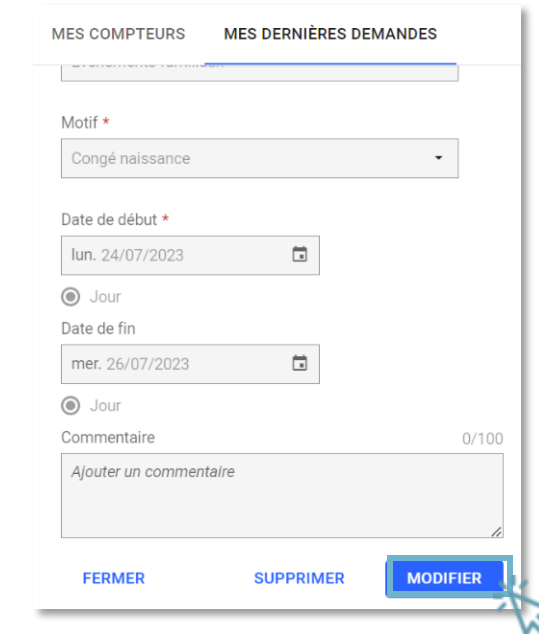 MES COMPTEURS MES DERNIÈRES DEMANDES
Motif *
Congé naissance
Date de début *
lun. 24/07/2023
Jour
Date de fin
mer. 26/07/2023
Jour
Commentaire 0/100
Ajouter un commentaire
FERMER SUPPRIMER MODIFIER